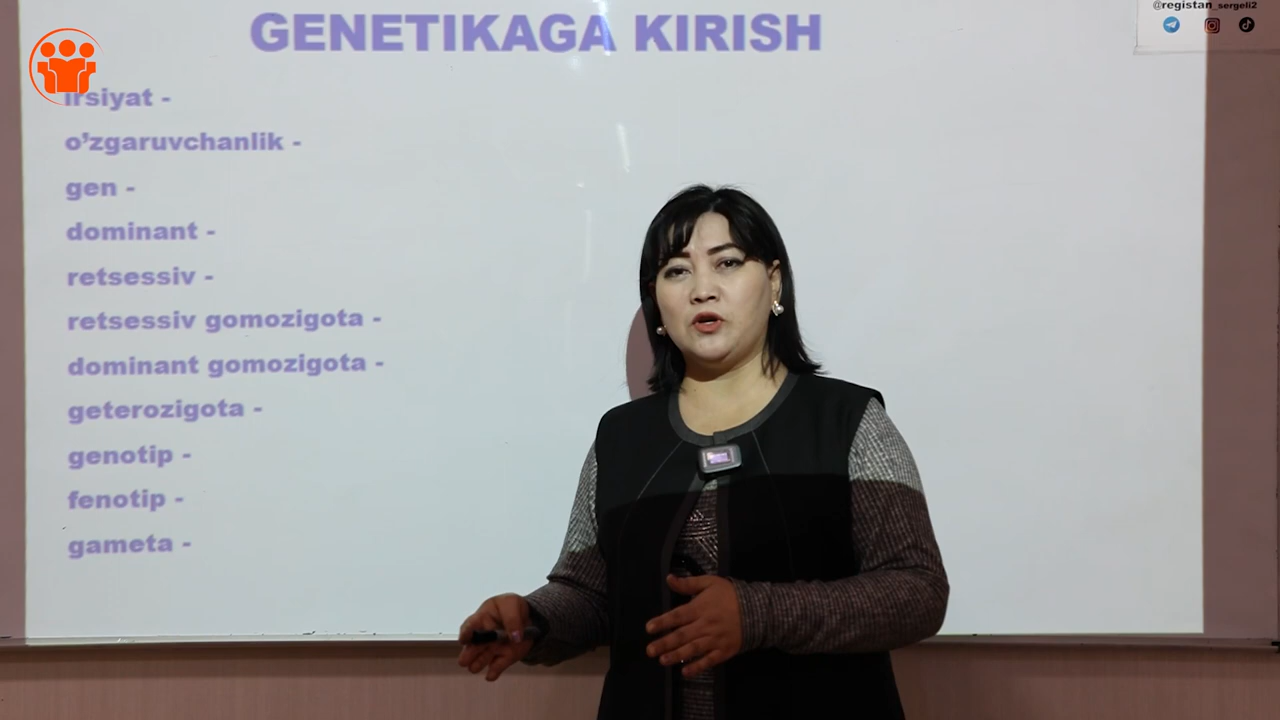 @registan_sergeli2
GENETIKAGA KIRISH
irsiyat -
o'zgaruvchanlik -
gen -
dominant -
retsessiv -
retsessiv gomozigota -
dominant gomozigota -
geterozigota -
genotip -
fenotip -
gameta -